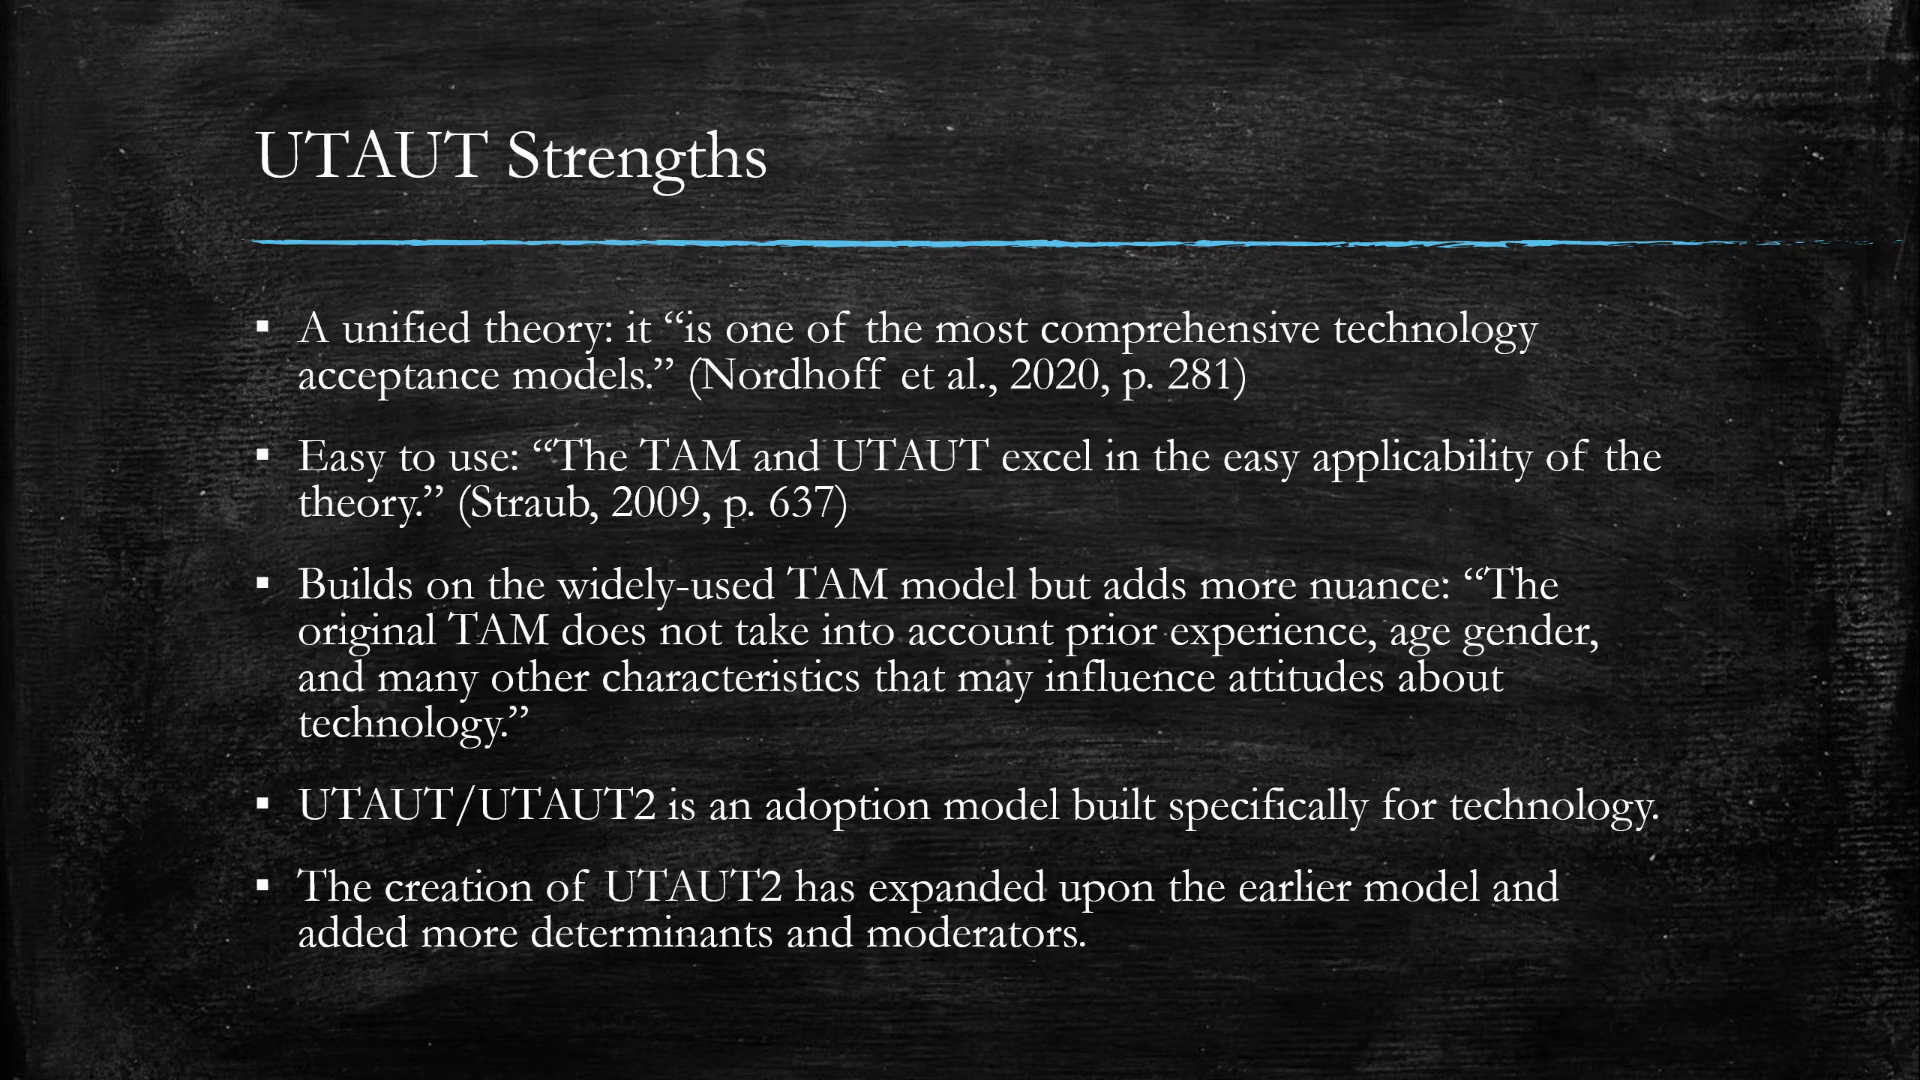 UTAUT Strengths
▪ A unified theory: it “is one of the most comprehensive technology
acceptance models.” (Nordhoff et al., 2020, p. 281)
▪ Easy to use: “The TAM and UTAUT excel in the easy applicability of the
theory.” (Straub, 2009, p. 637)
▪ Builds on the widely-used TAM model but adds more nuance: “The
original TAM does not take into account prior experience, age gender,
and many other characteristics that may influence attitudes about
technology.”
▪ UTAUT/UTAUT2 is an adoption model built specifically for technology.
▪ The creation of UTAUT2 has expanded upon the earlier model and
added more determinants and moderators.